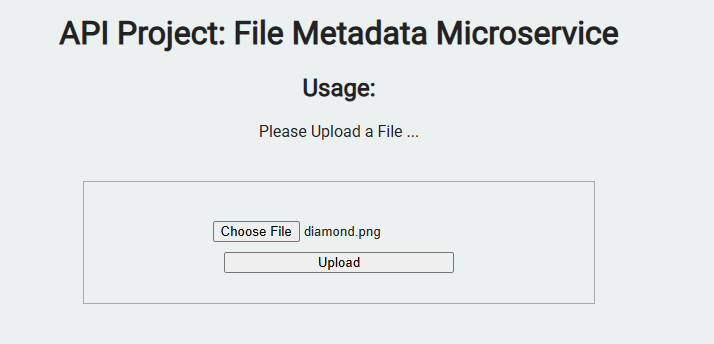 API Project: File Metadata Microservice
Usage:
Please Upload a File ...
Choose File diamond.png
Upload